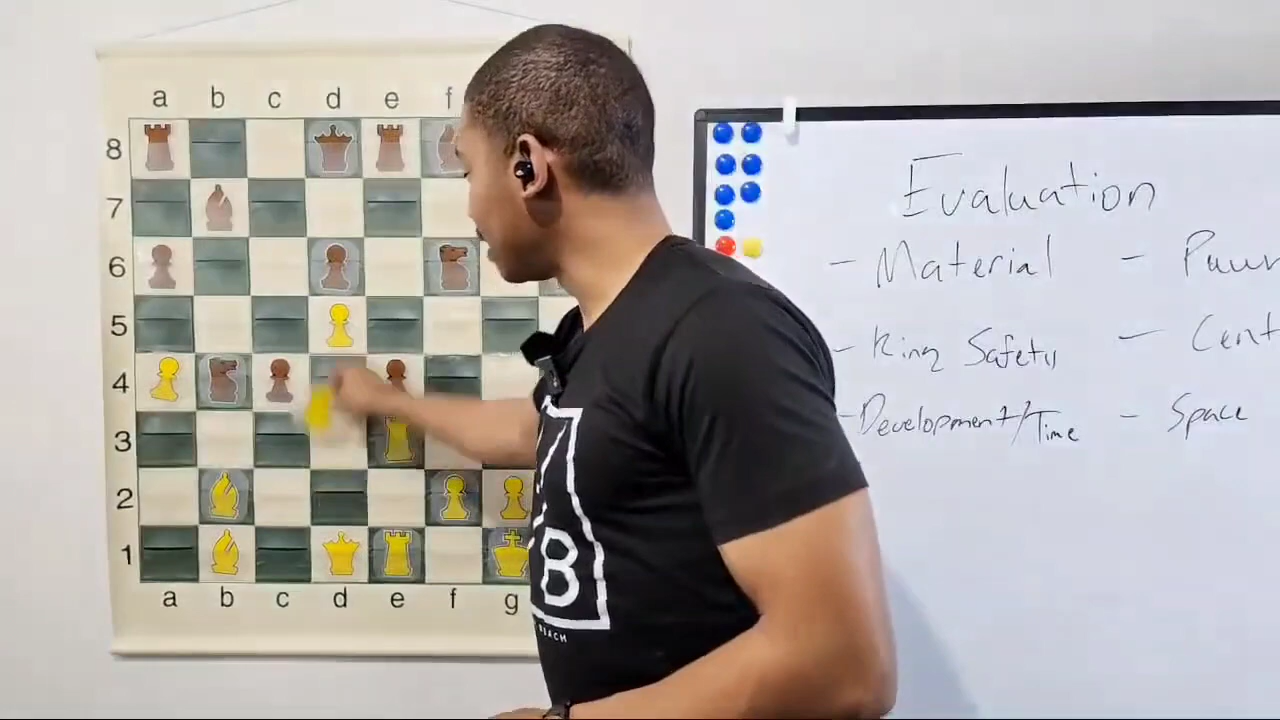 a b c d e f
8
7
6
5
4
3
2
1
a b c d e f g
Evaluation
- Material -
- King Safety -
- Development/Time - Space
B